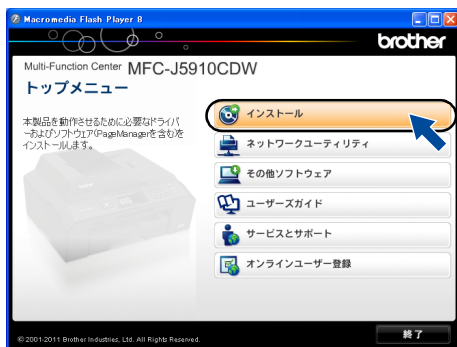 Macromedia Flash Player 8
brother
Multi-Function Center MFC-J5910CDW
トップメニュー
本製品を動作させるために必要なドライバ
ーおよびソフトウェア(PageManagerを含む)を
インストールします。
インストール
ネットワークユーティリティ
その他ソフトウェア
ユーザーズガイド
サービスとサポート
オンラインユーザー登録
© 2001-2011 Brother Industries, Ltd. All Rights Reserved.
終了